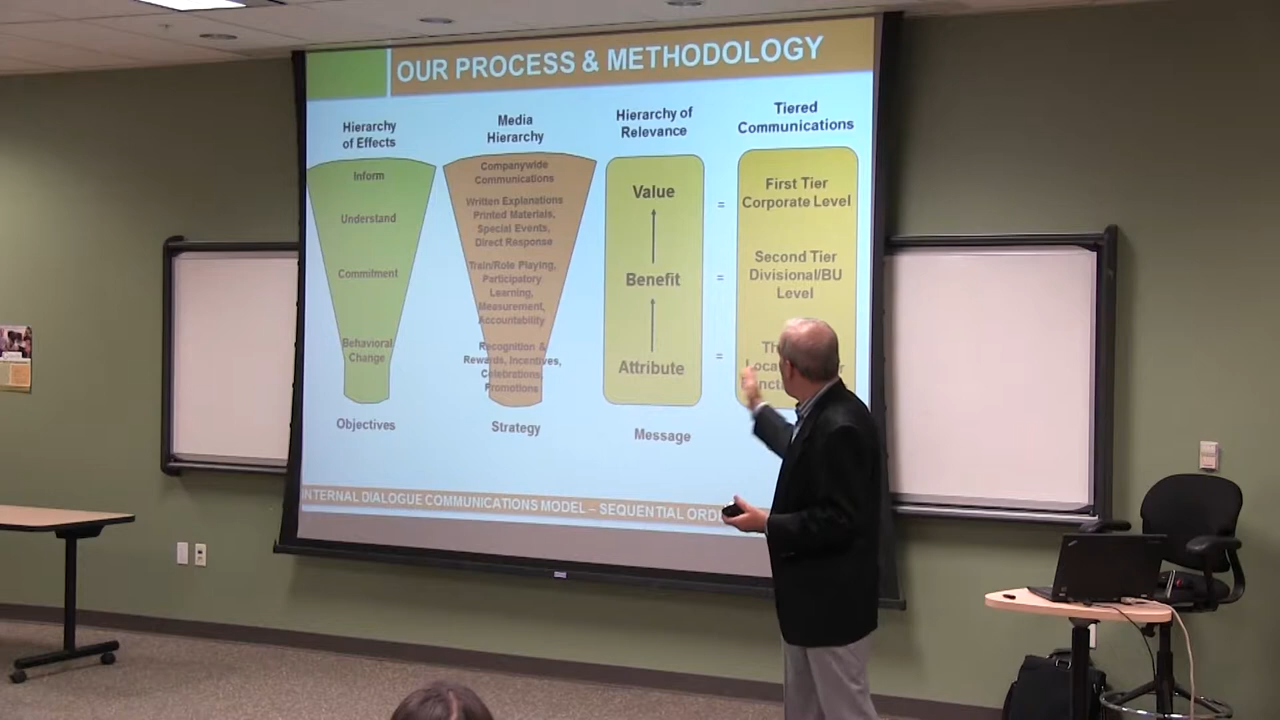 OUR PROCESS & METHODOLOGY
Hierarchy
of Effects
Inform
Understand
Commitment
Behavioral
Change
Objectives
Media
Hierarchy
Companywide
Communications
Written Explanations
Printed Materials,
Special Events,
Direct Response
Train/Role Playing,
Participatory
Learning,
Measurement,
Accountability
Recognition &
Rewards, Incentives,
Celebrations,
Promotions
Strategy
Hierarchy of
Relevance
Value
Benefit
Attribute
Message
=
=
=
Tiered
Communications
First Tier
Corporate Level
Second Tier
Divisional/BU
Level
INTERNAL DIALOGUE COMMUNICATIONS MODEL – SEQUENTIAL